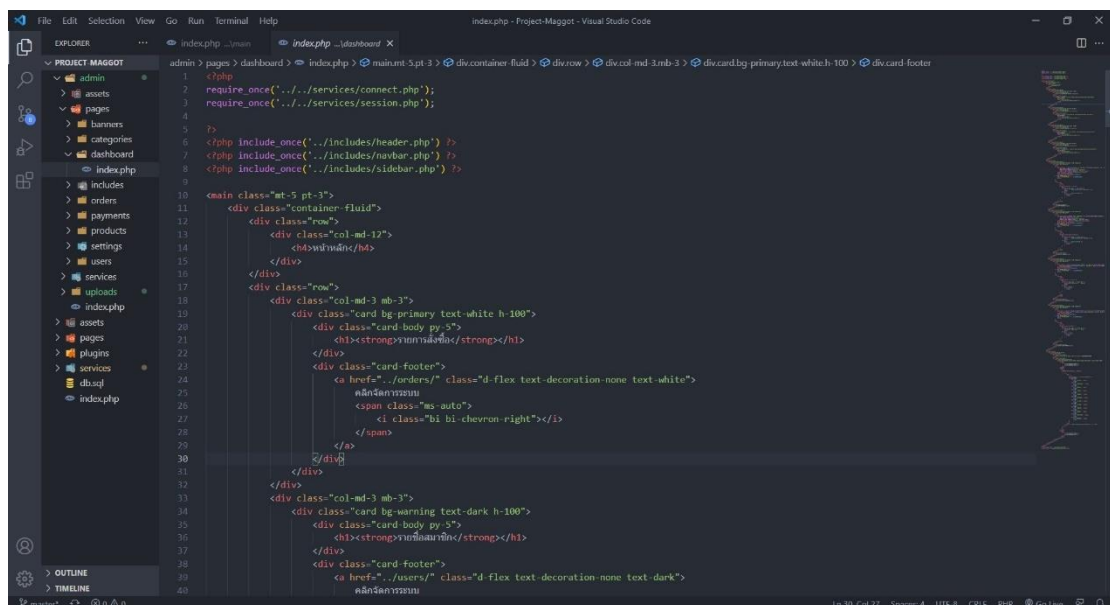 File Edit Selection View Go Run Terminal Help
index.php - Project-Maggot - Visual Studio Code
EXPLORER
index.php ...\main
index.php ...\dashboard
admin > pages > dashboard > index.php > main.mt-5.pt-3 > div.container-fluid > div.row > div.col-md-3.mb-3 > div.card.bg-primary.text-white.h-100 > div.card-footer
PROJECT-MAGGOT
admin
assets
pages
banners
categories
dashboard
index.php
includes
orders
payments
products
settings
users
services
uploads
index.php
assets
pages
plugins
services
db.sql
index.php
OUTLINE
TIMELINE
1 <?php
2 require_once('../../services/connect.php');
3 require_once('../../services/session.php');
4
5 ?>
6 <?php include_once('../includes/header.php') ?>
7 <?php include_once('../includes/navbar.php') ?>
8 <?php include_once('../includes/sidebar.php') ?>
9
10 <main class="mt-5 pt-3">
11 <div class="container-fluid">
12 <div class="row">
13 <div class="col-md-12">
14 <h4>หน้าหลัก</h4>
15 </div>
16 </div>
17 <div class="row">
18 <div class="col-md-3 mb-3">
19 <div class="card bg-primary text-white h-100">
20 <div class="card-body py-5">
21 <h1><strong>รายการสั่งซื้อ</strong></h1>
22 </div>
23 <div class="card-footer">
24 <a href="../orders/" class="d-flex text-decoration-none text-white">
25 คลิกจัดการระบบ
26 <span class="ms-auto">
27 <i class="bi bi-chevron-right"></i>
28 </span>
29 </a>
30 </div>
31 </div>
32 </div>
33 <div class="col-md-3 mb-3">
34 <div class="card bg-warning text-dark h-100">
35 <div class="card-body py-5">
36 <h1><strong>รายชื่อสมาชิก</strong></h1>
37 </div>
38 <div class="card-footer">
39 <a href="../users/" class="d-flex text-decoration-none text-dark">
40 คลิกจัดการระบบ
master* 0 0 Ln 30, Col 27 Spaces: 4 UTF-8 CRLF PHP Go Live